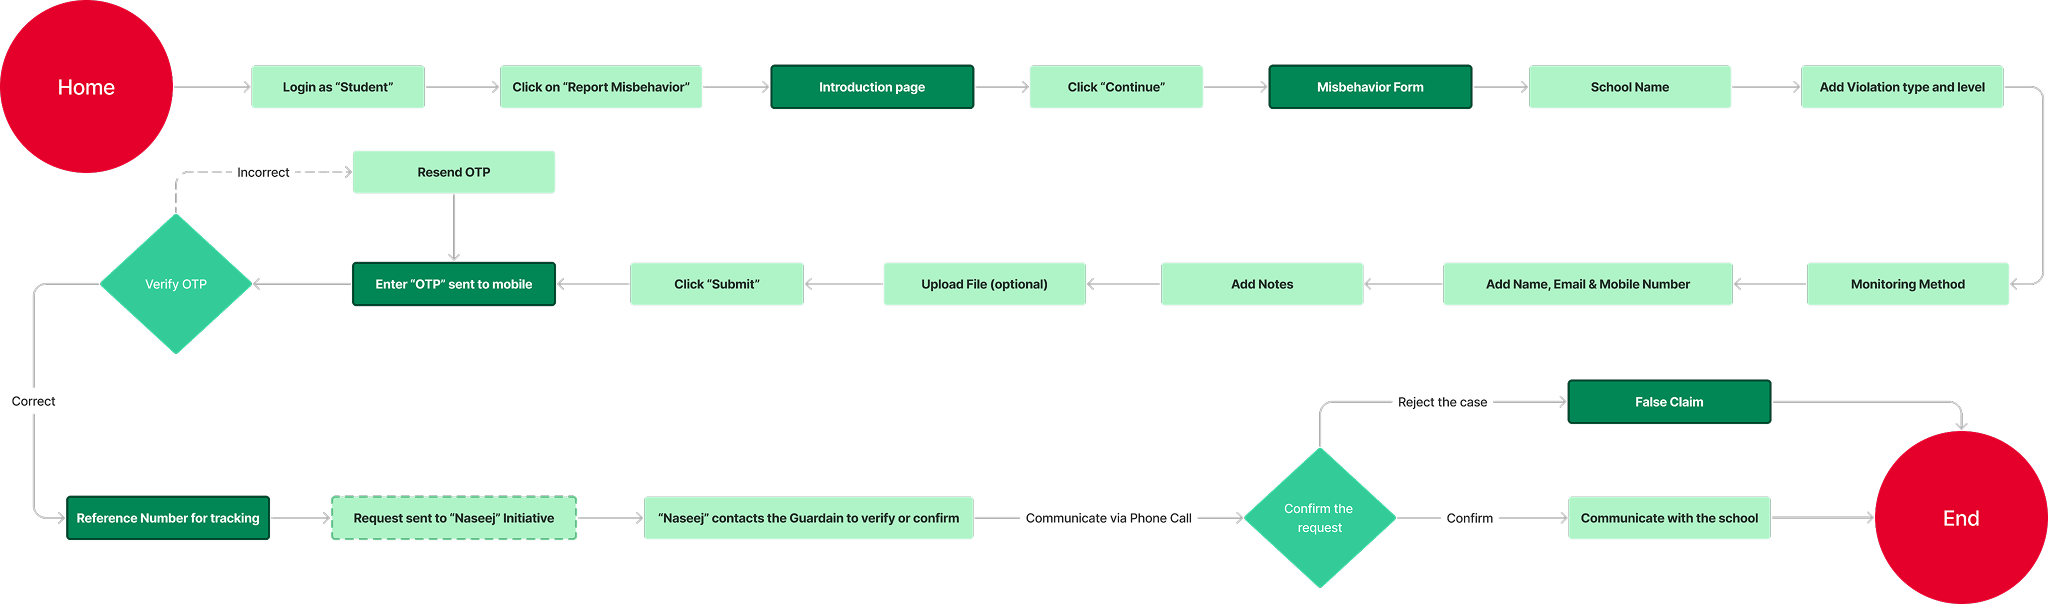 Home
Login as “Student”
Click on “Report Misbehavior”
Introduction page
Click “Continue”
Misbehavior Form
School Name
Add Violation type and level
Monitoring Method
Add Name, Email & Mobile Number
Add Notes
Upload File (optional)
Click “Submit”
Enter “OTP” sent to mobile
Verify OTP
Incorrect
Resend OTP
Correct
Reference Number for tracking
Request sent to “Naseej” Initiative
“Naseej” contacts the Guardain to verify or confirm
Communicate via Phone Call
Confirm the
request
Reject the case
False Claim
Confirm
Communicate with the school
End